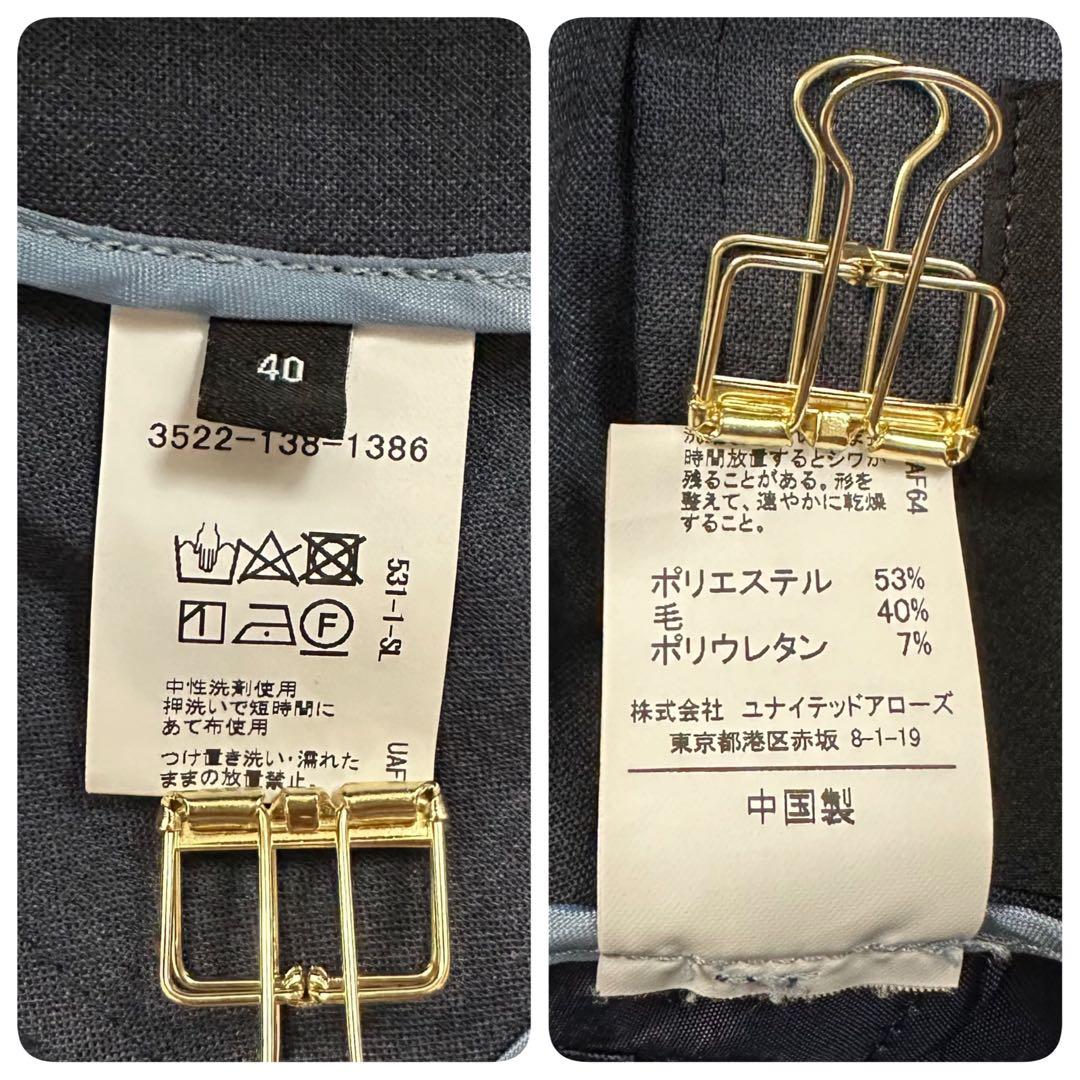 40
3522-138-1386
F
531-1-SL
中性洗剤使用
押洗いで短時間に
あて布使用
つけ置き洗い・濡れた
ままの放置禁止。
UAF
時間放置するとシワが
残ることがある。形を
整えて、速やかに乾燥
すること。
AF64
ポリエステル 53%
毛 40%
ポリウレタン 7%
株式会社 ユナイテッドアローズ
東京都港区赤坂 8-1-19
中国製